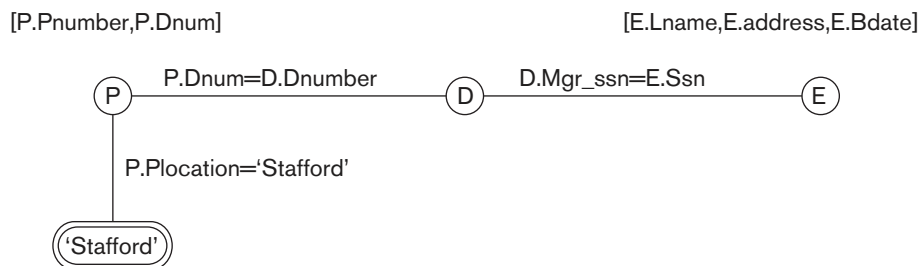 [P.Pnumber,P.Dnum] [E.Lname,E.address,E.Bdate]
P.Dnum=D.Dnumber D.Mgr_ssn=E.Ssn
P D E
P.Plocation=‘Stafford’
‘Stafford’